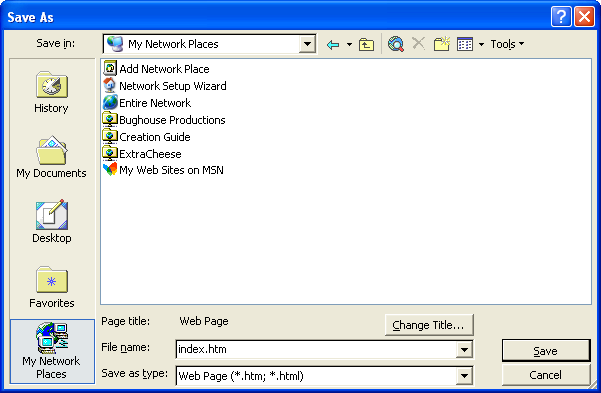 Save As
Save in:
My Network Places
Tools
History
My Documents
Desktop
Favorites
My Network
Places
Add Network Place
Network Setup Wizard
Entire Network
Bughouse Productions
Creation Guide
ExtraCheese
My Web Sites on MSN
Page title:
Web Page
Change Title...
File name:
index.htm
Save
Save as type:
Web Page (*.htm; *.html)
Cancel